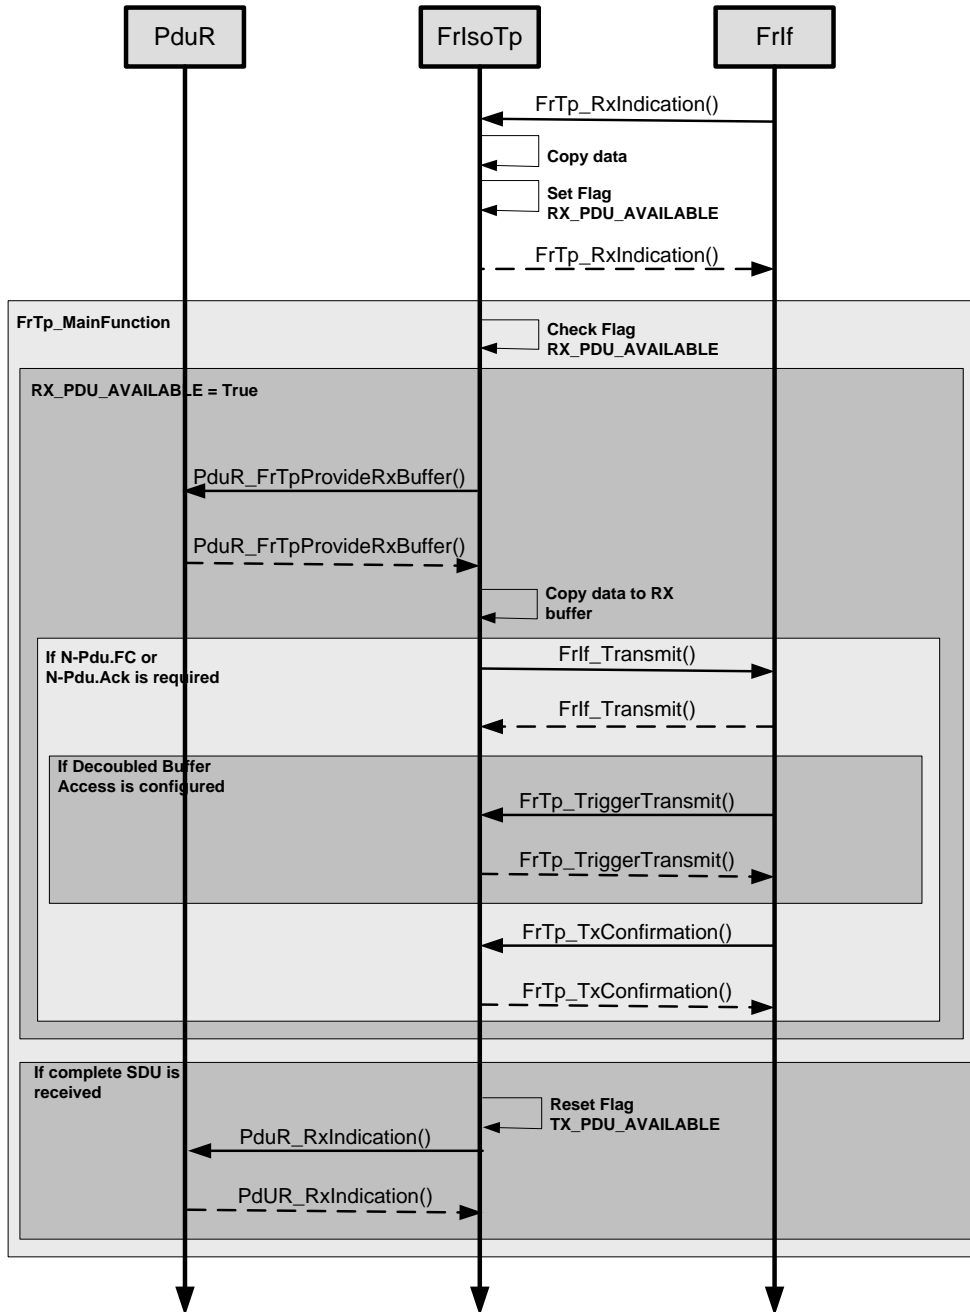 PduR
FrIsoTp
FrIf
FrTp_RxIndication()
Copy data
Set Flag
RX_PDU_AVAILABLE
FrTp_RxIndication()
FrTp_MainFunction
Check Flag
RX_PDU_AVAILABLE
RX_PDU_AVAILABLE = True
PduR_FrTpProvideRxBuffer()
PduR_FrTpProvideRxBuffer()
Copy data to RX
buffer
If N-Pdu.FC or
N-Pdu.Ack is required
FrIf_Transmit()
FrIf_Transmit()
If Decoubled Buffer
Access is configured
FrTp_TriggerTransmit()
FrTp_TriggerTransmit()
FrTp_TxConfirmation()
FrTp_TxConfirmation()
If complete SDU is
received
Reset Flag
TX_PDU_AVAILABLE
PduR_RxIndication()
PdUR_RxIndication()